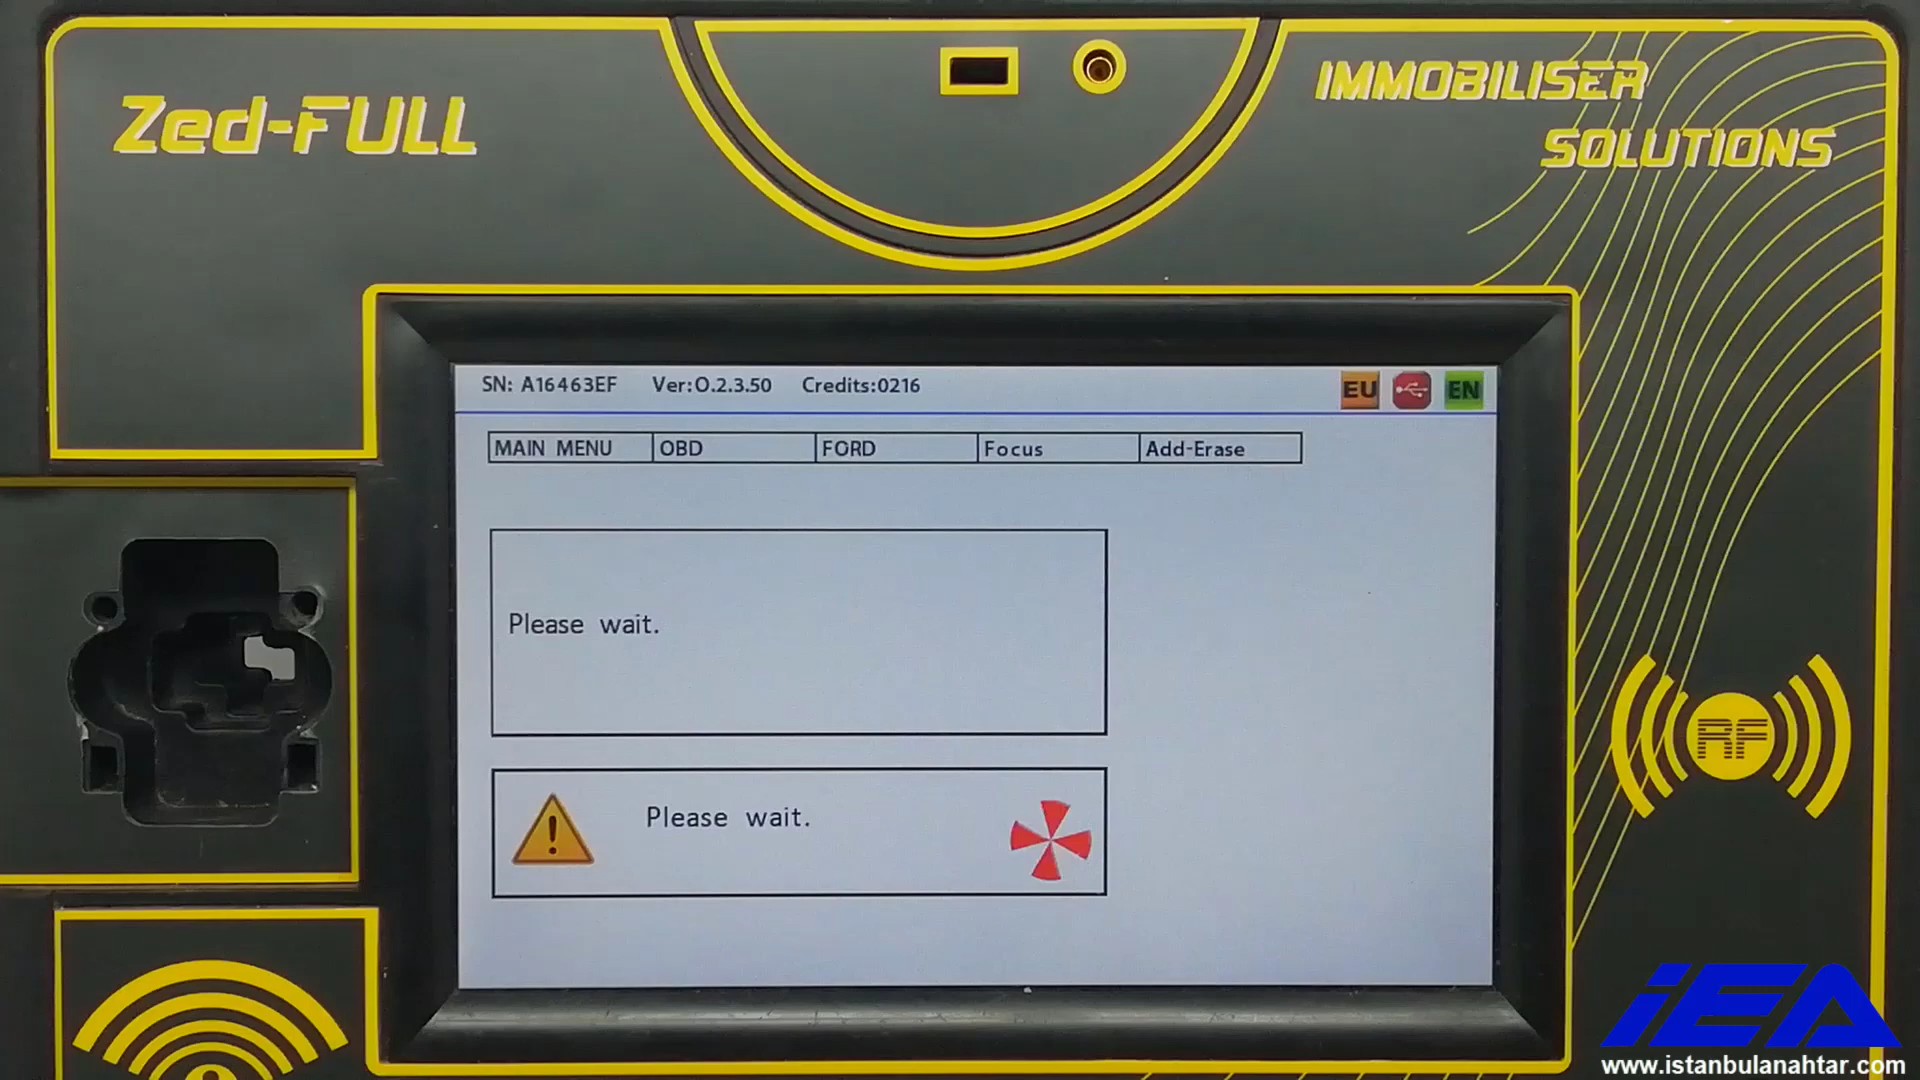 Zed-FULL
IMMOBILISER
SOLUTIONS
SN: A16463EF Ver:O.2.3.50 Credits:0216
EU
EN
MAIN MENU OBD FORD Focus Add-Erase
Please wait.
Please wait.
RF
iEA
www.istanbulanahtar.com